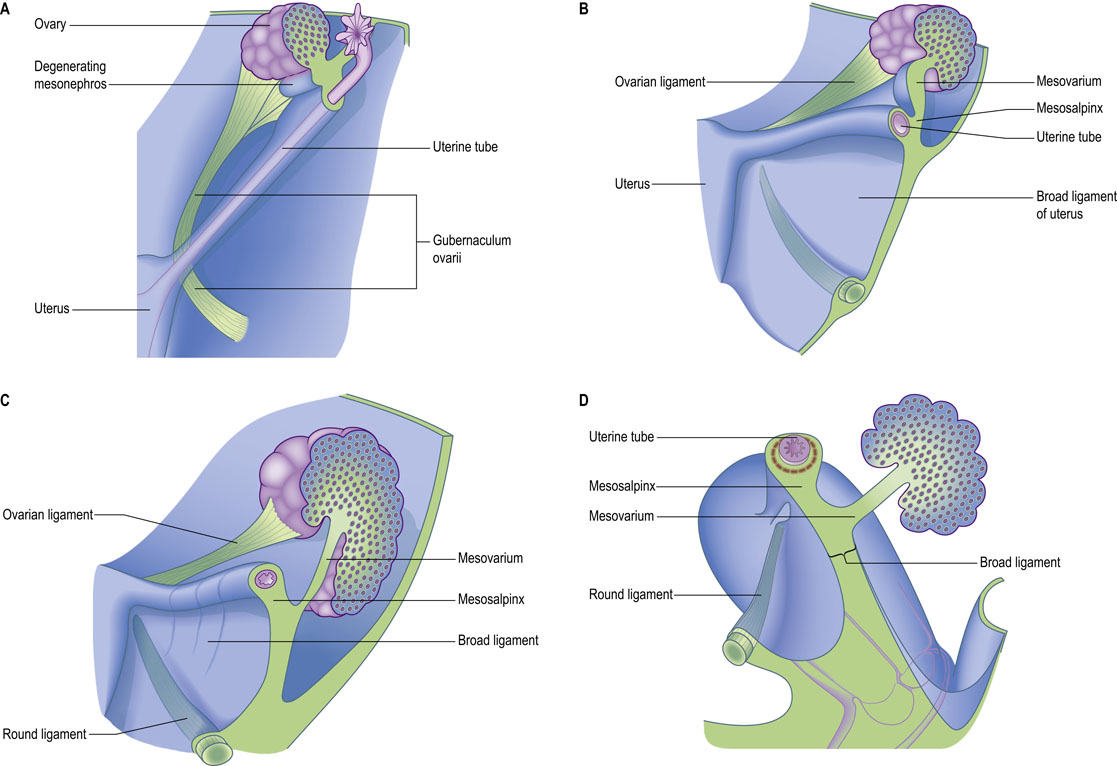 A
Ovary
Degenerating
mesonephros
Uterine tube
Gubernaculum
ovarii
Uterus
B
Ovarian ligament
Mesovarium
Mesosalpinx
Uterine tube
Uterus
Broad ligament
of uterus
C
Ovarian ligament
Mesovarium
Mesosalpinx
Broad ligament
Round ligament
D
Uterine tube
Mesosalpinx
Mesovarium
Broad ligament
Round ligament